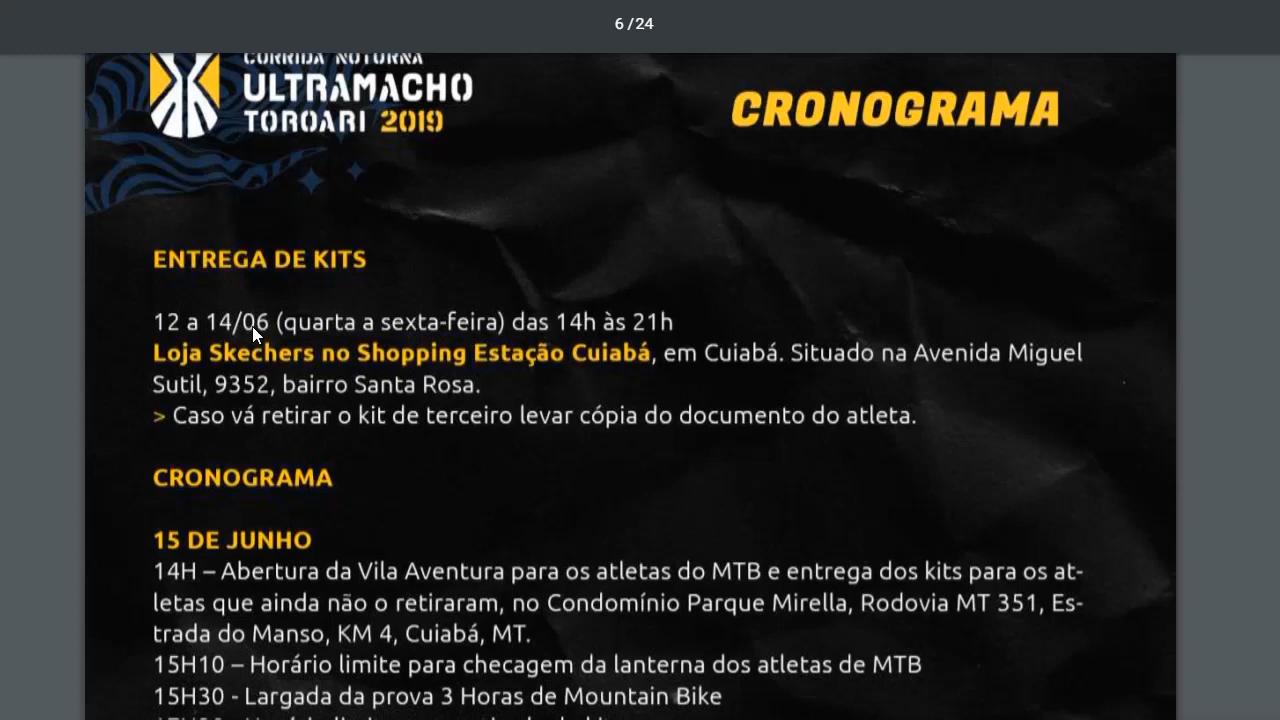 6 / 24
CORRIDA NOTURNA
ULTRAMACHO
TOROARI 2019
CRONOGRAMA
ENTREGA DE KITS
12 a 14/06 (quarta a sexta-feira) das 14h às 21h
Loja Skechers no Shopping Estação Cuiabá, em Cuiabá. Situado na Avenida Miguel
Sutil, 9352, bairro Santa Rosa.
> Caso vá retirar o kit de terceiro levar cópia do documento do atleta.
CRONOGRAMA
15 DE JUNHO
14H – Abertura da Vila Aventura para os atletas do MTB e entrega dos kits para os at-
letas que ainda não o retiraram, no Condomínio Parque Mirella, Rodovia MT 351, Es-
trada do Manso, KM 4, Cuiabá, MT.
15H10 – Horário limite para checagem da lanterna dos atletas de MTB
15H30 - Largada da prova 3 Horas de Mountain Bike